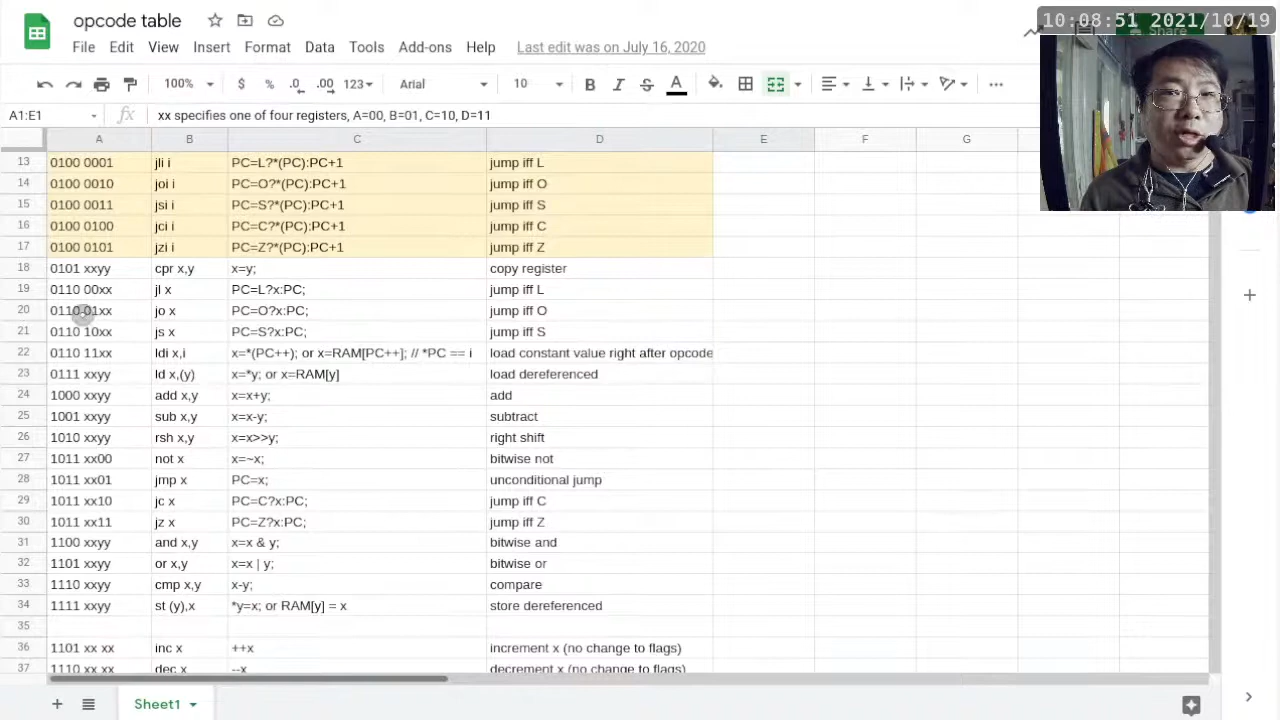 opcode table
10:08:51 2021/10/19
Share
File Edit View Insert Format Data Tools Add-ons Help Last edit was on July 16, 2020
100% $ % .0 .00 123 Arial 10 B I S A
A1:E1 fx xx specifies one of four registers, A=00, B=01, C=10, D=11
A B C D E F G
13 0100 0001 jli i PC=L?*(PC):PC+1 jump iff L
14 0100 0010 joi i PC=O?*(PC):PC+1 jump iff O
15 0100 0011 jsi i PC=S?*(PC):PC+1 jump iff S
16 0100 0100 jci i PC=C?*(PC):PC+1 jump iff C
17 0100 0101 jzi i PC=Z?*(PC):PC+1 jump iff Z
18 0101 xxyy cpr x,y x=y; copy register
19 0110 00xx jl x PC=L?x:PC; jump iff L
20 0110 01xx jo x PC=O?x:PC; jump iff O
21 0110 10xx js x PC=S?x:PC; jump iff S
22 0110 11xx ldi x,i x=*(PC++); or x=RAM[PC++]; // *PC == i load constant value right after opcode
23 0111 xxyy ld x,(y) x=*y; or x=RAM[y] load dereferenced
24 1000 xxyy add x,y x=x+y; add
25 1001 xxyy sub x,y x=x-y; subtract
26 1010 xxyy rsh x,y x=x>>y; right shift
27 1011 xx00 not x x=~x; bitwise not
28 1011 xx01 jmp x PC=x; unconditional jump
29 1011 xx10 jc x PC=C?x:PC; jump iff C
30 1011 xx11 jz x PC=Z?x:PC; jump iff Z
31 1100 xxyy and x,y x=x & y; bitwise and
32 1101 xxyy or x,y x=x | y; bitwise or
33 1110 xxyy cmp x,y x-y; compare
34 1111 xxyy st (y),x *y=x; or RAM[y] = x store dereferenced
35
36 1101 xx xx inc x ++x increment x (no change to flags)
37 1110 xx xx dec x --x decrement x (no change to flags)
Sheet1